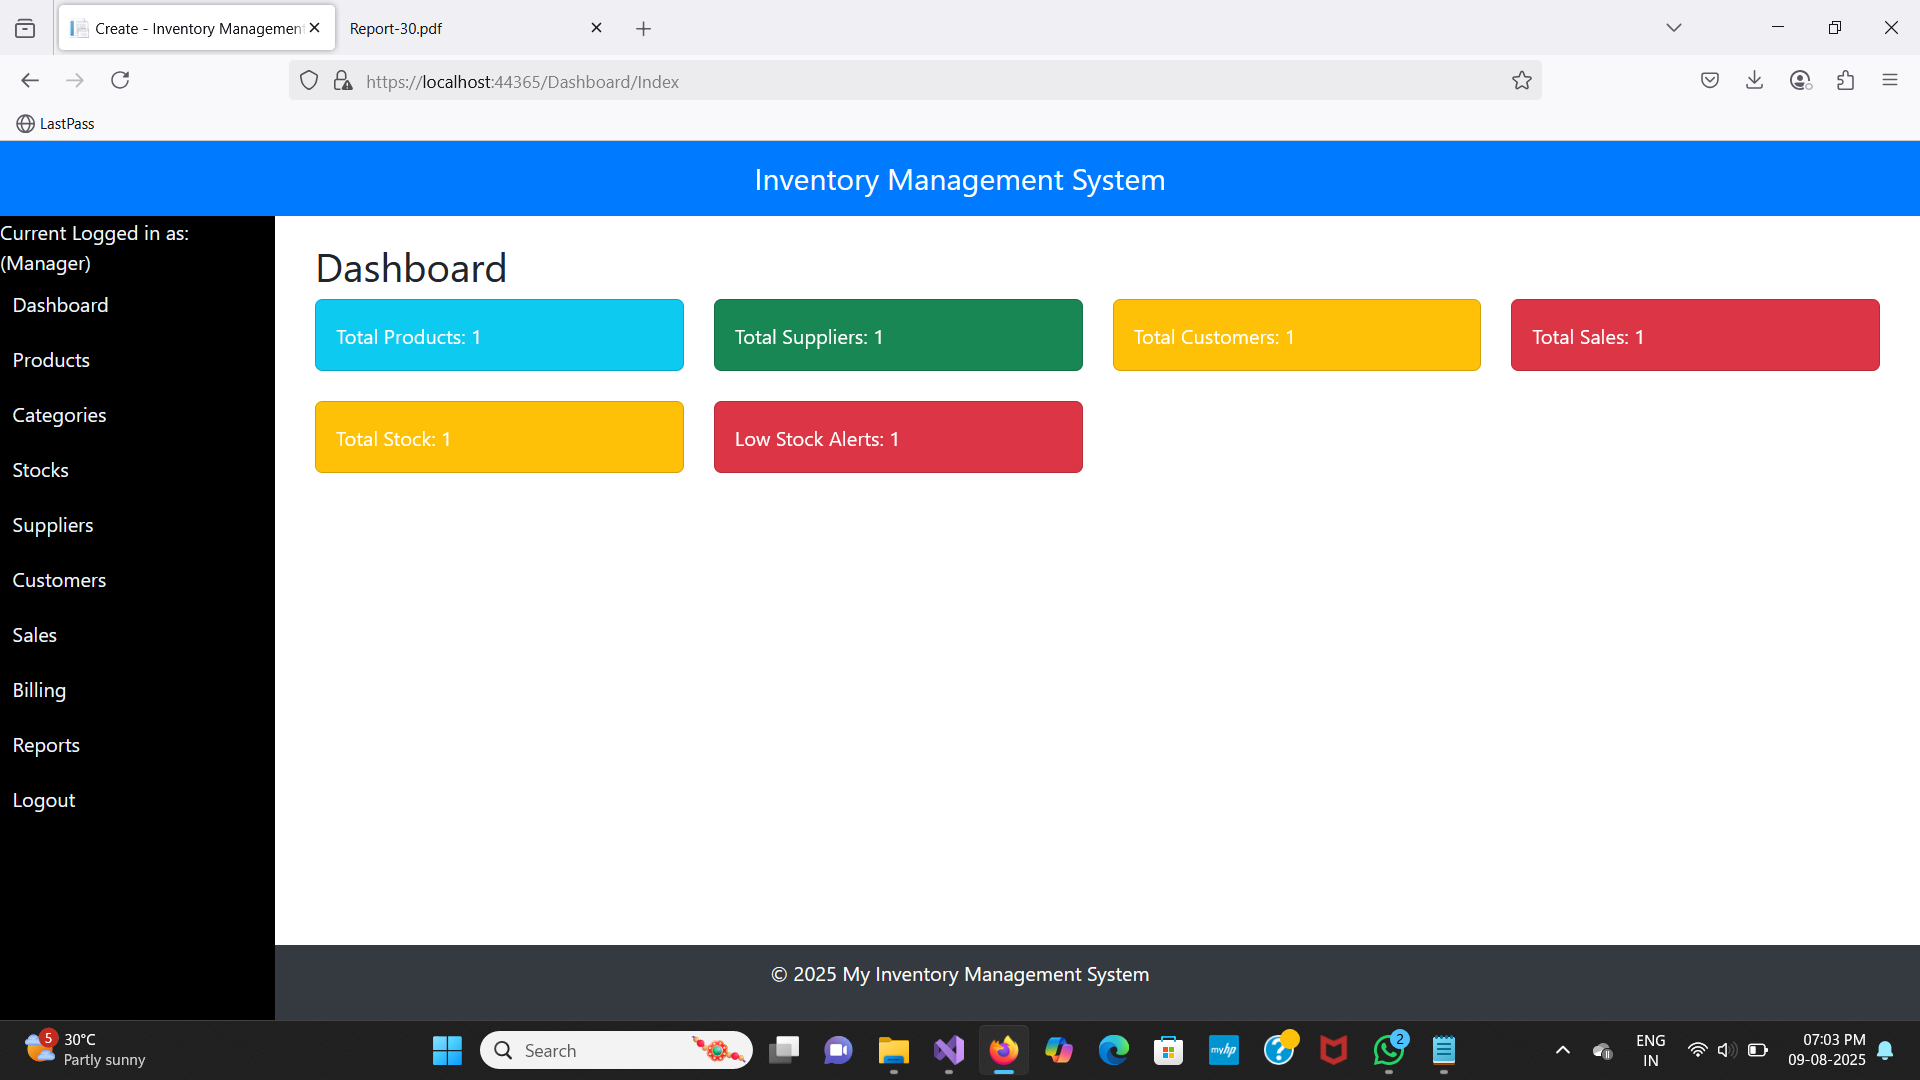 Create - Inventory Management
Report-30.pdf
https://localhost:44365/Dashboard/Index
LastPass
Inventory Management System
Current Logged in as:
(Manager)
Dashboard
Products
Categories
Stocks
Suppliers
Customers
Sales
Billing
Reports
Logout
Dashboard
Total Products: 1
Total Suppliers: 1
Total Customers: 1
Total Sales: 1
Total Stock: 1
Low Stock Alerts: 1
© 2025 My Inventory Management System
5
30°C
Partly sunny
Search
myhp
2
ENG
IN
07:03 PM
09-08-2025